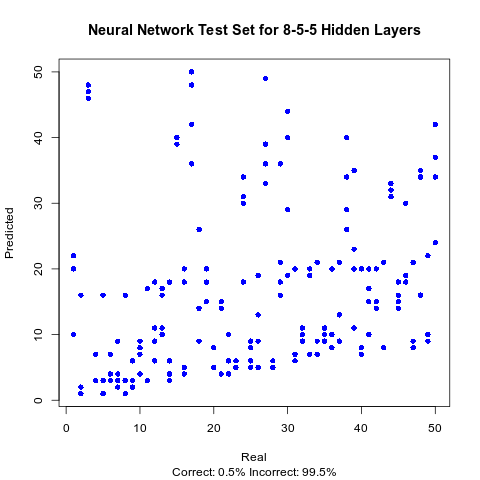 Neural Network Test Set for 8-5-5 Hidden Layers
Predicted
50
40
30
20
10
0
0 10 20 30 40 50
Real
Correct: 0.5% Incorrect: 99.5%